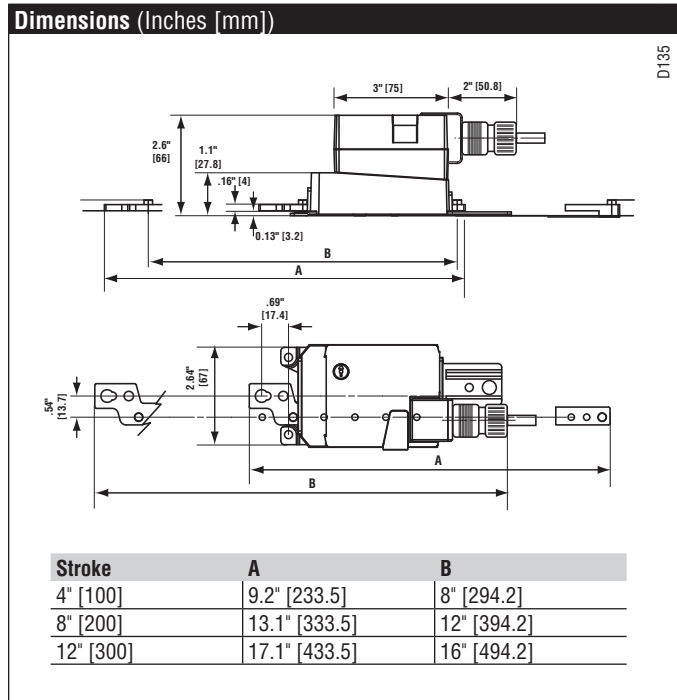 Dimensions (Inches [mm])
D135
3" [75]
2" [50.8]
2.6"
[66]
1.1"
[27.8]
.16" [4]
0.13" [3.2]
B
A
.69"
[17.4]
2.64"
[67]
.54"
[13.7]
A
B
Stroke A B
4" [100] 9.2" [233.5] 8" [294.2]
8" [200] 13.1" [333.5] 12" [394.2]
12" [300] 17.1" [433.5] 16" [494.2]